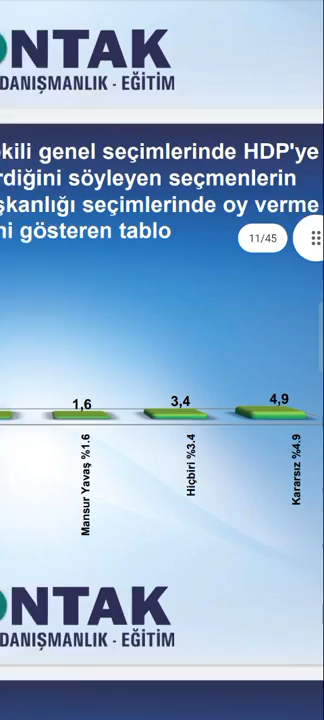 ONTAK
DANIŞMANLIK - EĞİTİM
kili genel seçimlerinde HDP'ye
rdiğini söyleyen seçmenlerin
şkanlığı seçimlerinde oy verme
ni gösteren tablo
11/45
1,6
3,4
4,9
Mansur Yavaş %1.6
Hiçbiri %3.4
Kararsız %4.9
ONTAK
DANIŞMANLIK - EĞİTİM